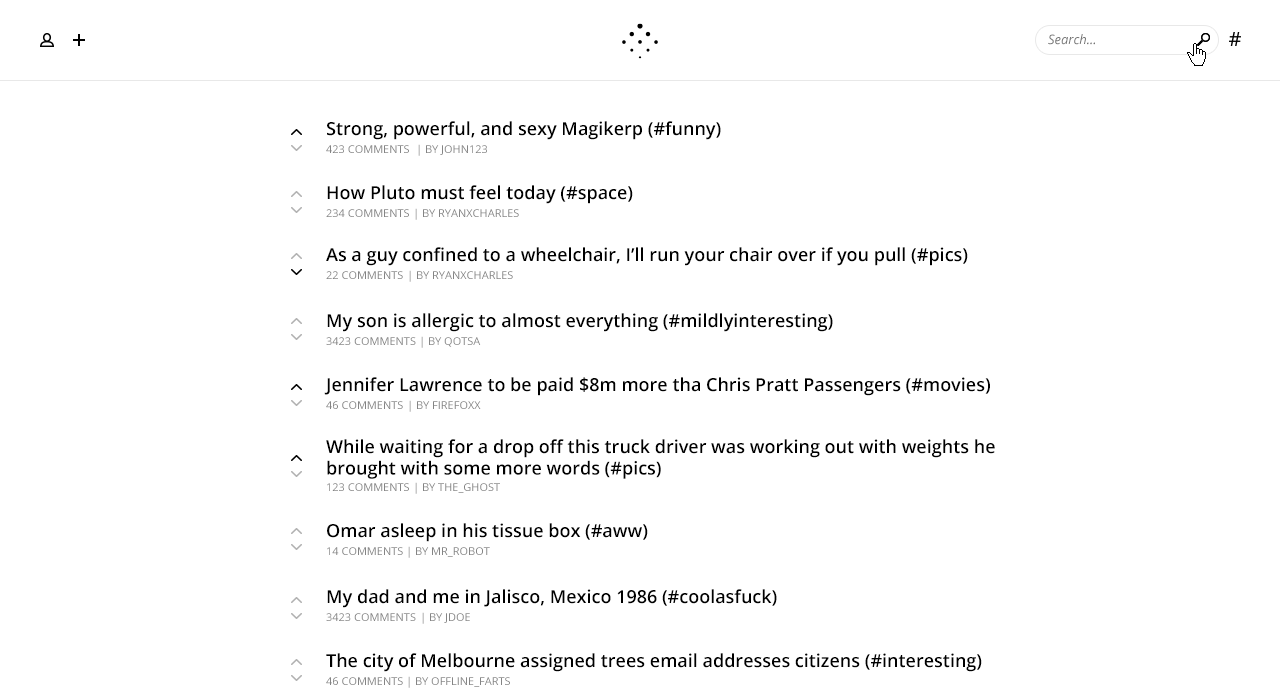 Search...
#
Strong, powerful, and sexy Magikerp (#funny)
423 COMMENTS | BY JOHN123
How Pluto must feel today (#space)
234 COMMENTS | BY RYANXCHARLES
As a guy confined to a wheelchair, I’ll run your chair over if you pull (#pics)
22 COMMENTS | BY RYANXCHARLES
My son is allergic to almost everything (#mildlyinteresting)
3423 COMMENTS | BY QOTSA
Jennifer Lawrence to be paid $8m more tha Chris Pratt Passengers (#movies)
46 COMMENTS | BY FIREFOXX
While waiting for a drop off this truck driver was working out with weights he
brought with some more words (#pics)
123 COMMENTS | BY THE_GHOST
Omar asleep in his tissue box (#aww)
14 COMMENTS | BY MR_ROBOT
My dad and me in Jalisco, Mexico 1986 (#coolasfuck)
3423 COMMENTS | BY JDOE
The city of Melbourne assigned trees email addresses citizens (#interesting)
46 COMMENTS | BY OFFLINE_FARTS